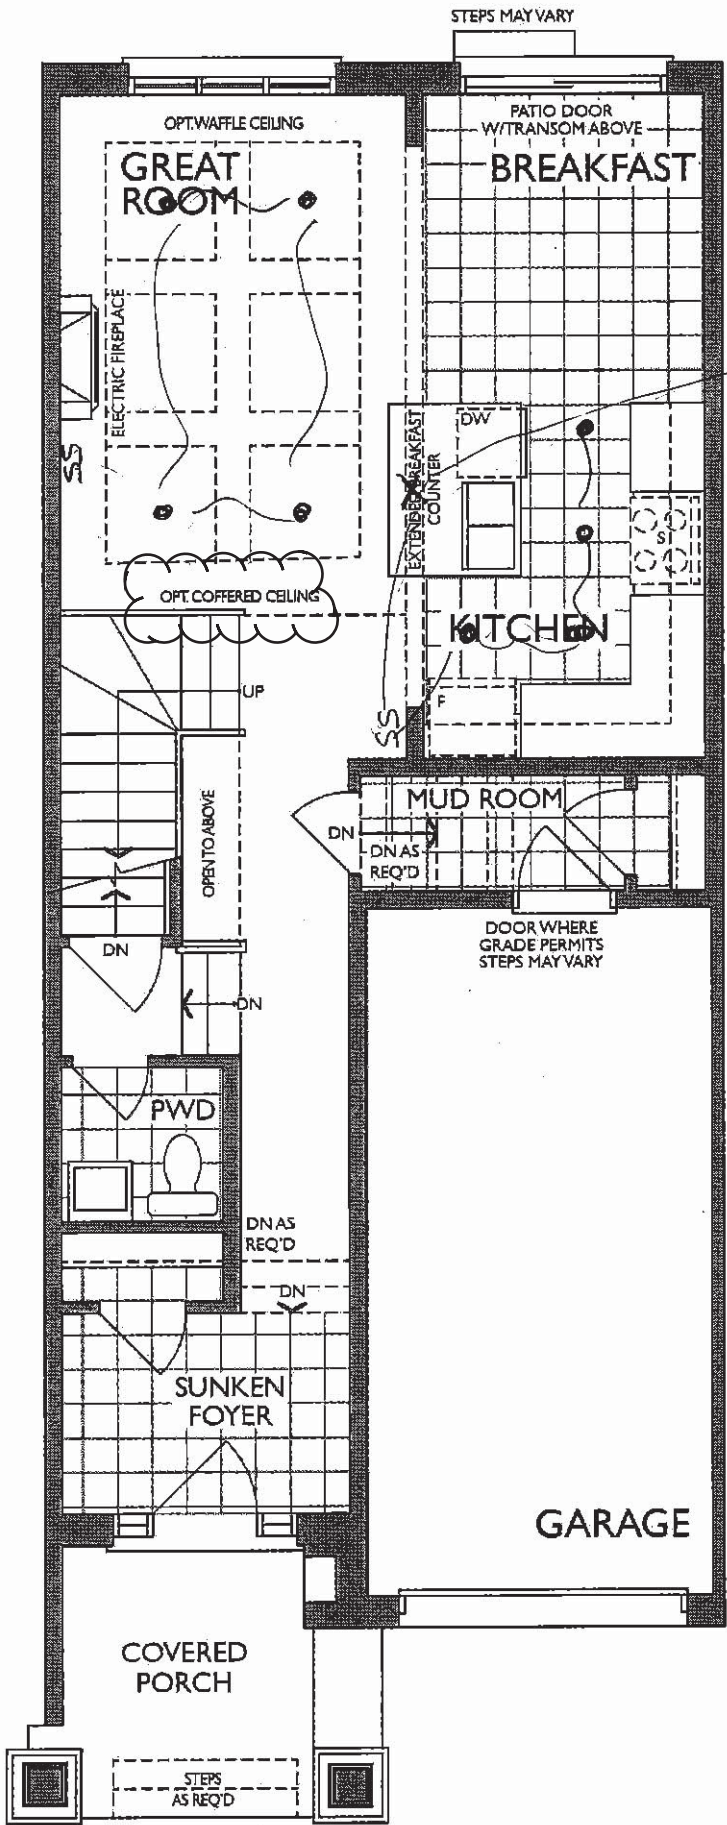 STEPS MAY VARY
OPT. WAFFLE CEILING
PATIO DOOR
W/TRANSOM ABOVE
GREAT
ROOM
BREAKFAST
ELECTRIC FIREPLACE
DW
EXTENDED BREAKFAST
COUNTER
SS
S
OPT. COFFERED CEILING
KITCHEN
UP
F
SS
OPEN TO ABOVE
MUD ROOM
DN
DN AS
REQ'D
DOOR WHERE
GRADE PERMITS
STEPS MAY VARY
DN
DN
PWD
DN AS
REQ'D
DN
SUNKEN
FOYER
GARAGE
COVERED
PORCH
STEPS
AS REQ'D